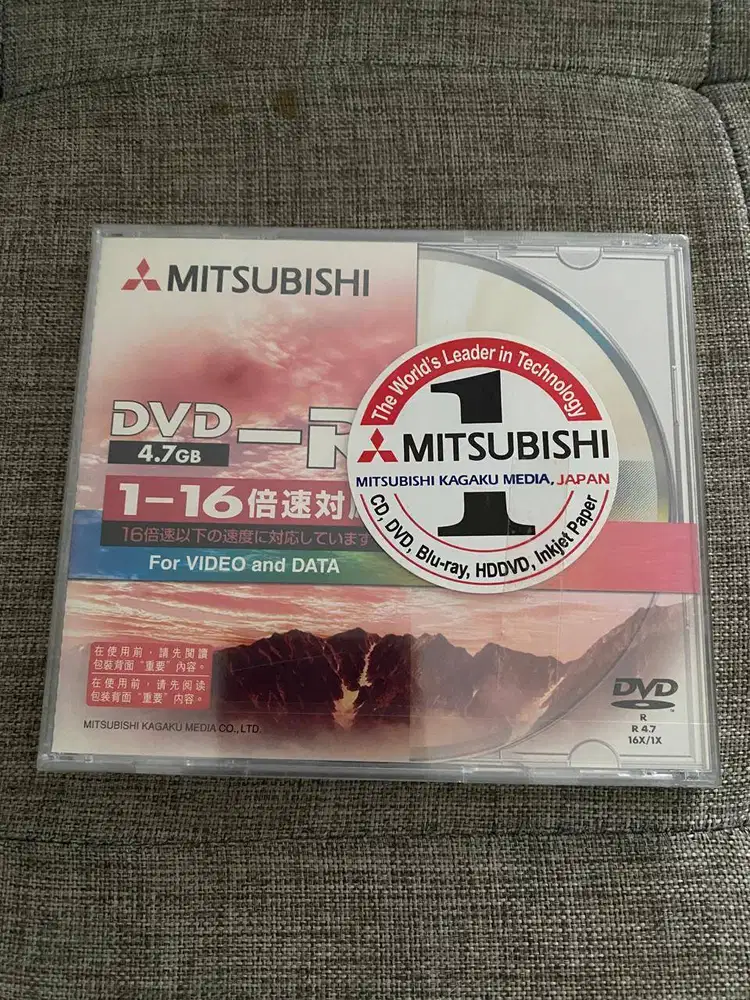 MITSUBISHI
DVD-R
4.7GB
1-16倍速対応
16倍速以下の速度に対応しています
For VIDEO and DATA
The World's Leader in Technology
1
MITSUBISHI
MITSUBISHI KAGAKU MEDIA, JAPAN
CD, DVD, Blu-ray, HDDVD, Inkjet Paper
在使用前，請先閱讀
包裝背面"重要"內容。
在使用前，请先阅读
包装背面"重要"内容。
MITSUBISHI KAGAKU MEDIA CO., LTD.
DVD
R
R 4.7
16X/1X